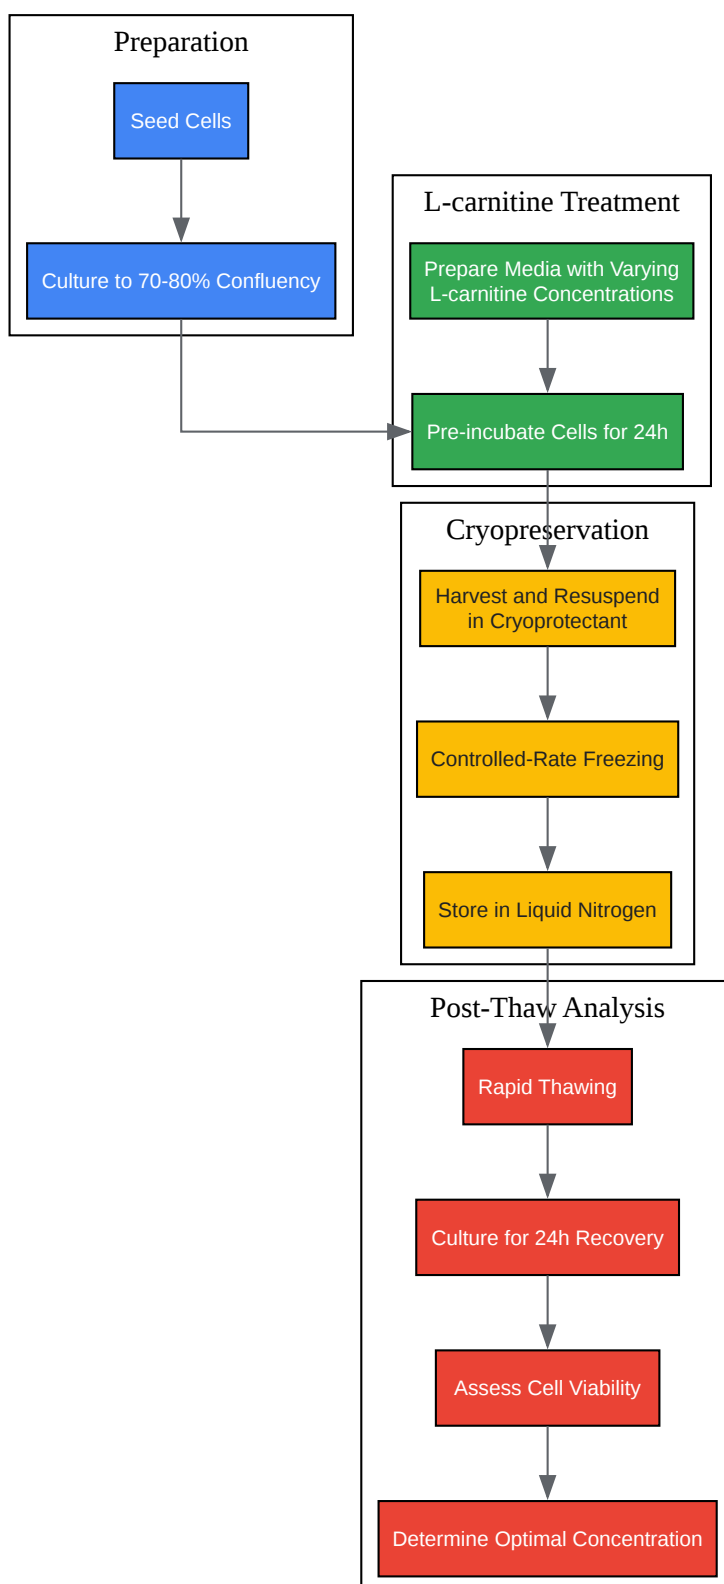 Preparation
Seed Cells
Culture to 70-80% Confluency
L-carnitine Treatment
Prepare Media with Varying
L-carnitine Concentrations
Pre-incubate Cells for 24h
Cryopreservation
Harvest and Resuspend
in Cryoprotectant
Controlled-Rate Freezing
Store in Liquid Nitrogen
Post-Thaw Analysis
Rapid Thawing
Culture for 24h Recovery
Assess Cell Viability
Determine Optimal Concentration